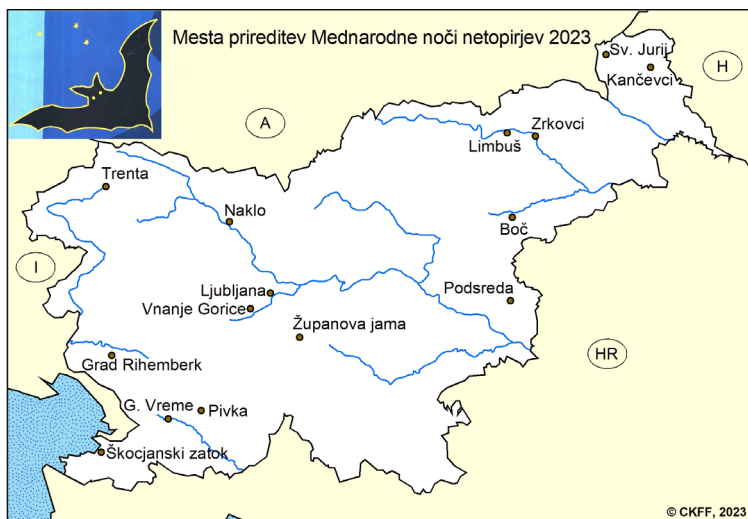 Mesta prireditev Mednarodne noči netopirjev 2023
Sv. Jurij
H
Kančevci
A
Zrkovci
Limbuš
Trenta
Naklo
Boč
I
Ljubljana
Podsreda
Vnanje Gorice
Županova jama
HR
Grad Rihemberk
G. Vreme
Pivka
Škocjanski zatok
© CKFF, 2023